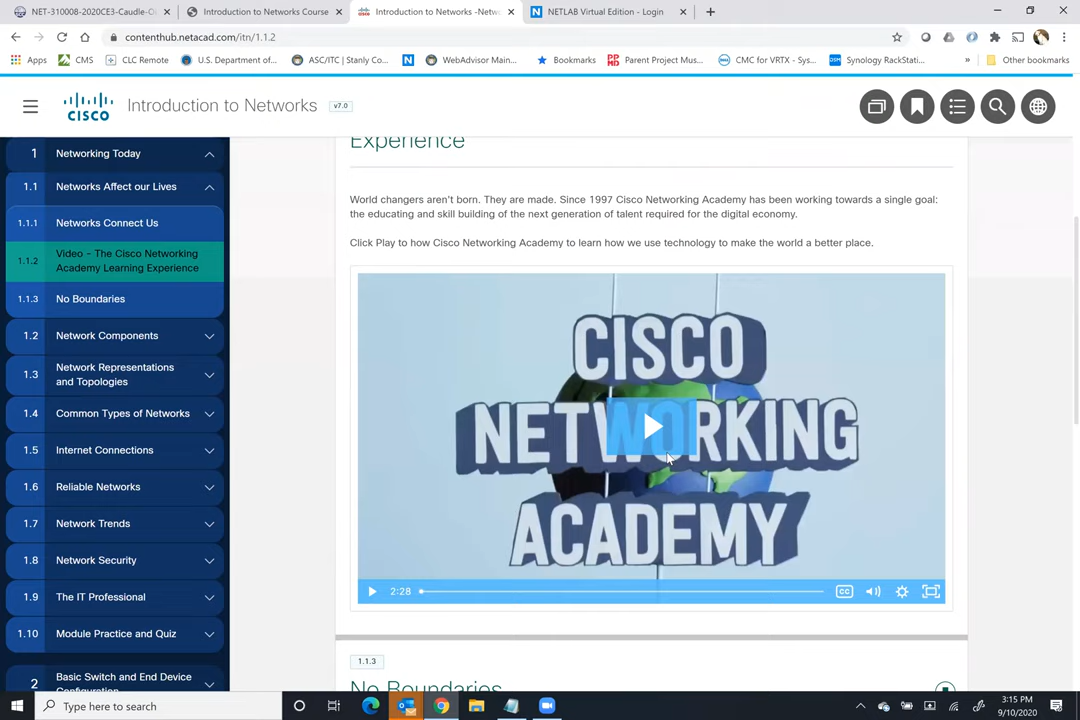 NET-310008-2020CE3-Caudle-O
Introduction to Networks Course
Introduction to Networks -Netw
NETLAB Virtual Edition - Login
contenthub.netacad.com/itn/1.1.2
Apps
CMS
CLC Remote
U.S. Department of...
ASC/ITC | Stanly Co...
N
WebAdvisor Main...
Bookmarks
Parent Project Mus...
CMC for VRTX - Sys...
Synology RackStati...
»
Other bookmarks
CISCO
Introduction to Networks
v7.0
1 Networking Today
1.1 Networks Affect our Lives
1.1.1 Networks Connect Us
1.1.2 Video - The Cisco Networking
Academy Learning Experience
1.1.3 No Boundaries
1.2 Network Components
1.3 Network Representations
and Topologies
1.4 Common Types of Networks
1.5 Internet Connections
1.6 Reliable Networks
1.7 Network Trends
1.8 Network Security
1.9 The IT Professional
1.10 Module Practice and Quiz
2 Basic Switch and End Device
Configuration
Experience
World changers aren't born. They are made. Since 1997 Cisco Networking Academy has been working towards a single goal:
the educating and skill building of the next generation of talent required for the digital economy.
Click Play to how Cisco Networking Academy to learn how we use technology to make the world a better place.
CISCO
NETWORKING
ACADEMY
2:28
CC
1.1.3
No Boundaries
Type here to search
3:15 PM
9/10/2020